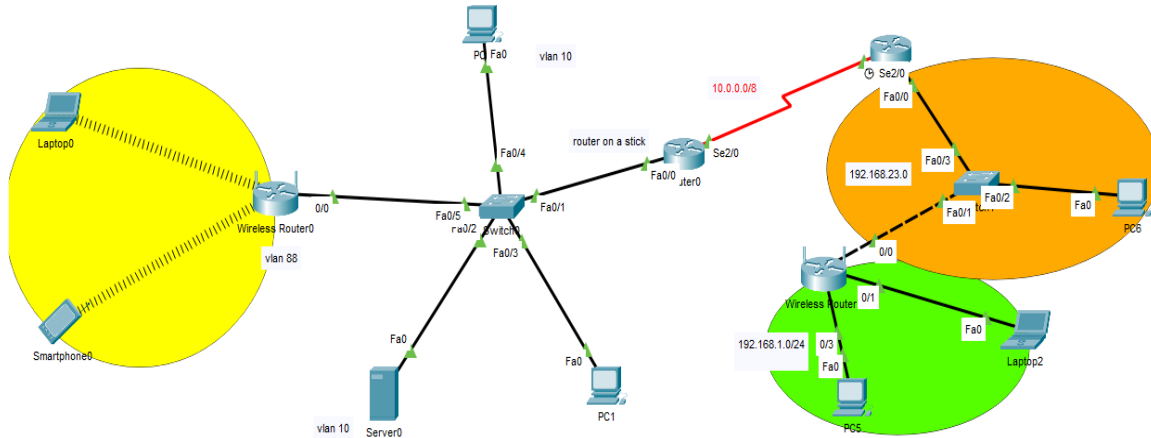 PC
Fa0
vlan 10
Laptop0
Fa0/4
router on a stick
10.0.0.0/8
Se2/0
Fa0/0
Se2/0
Fa0/0
uter0
0/0
Wireless Router0
vlan 88
Fa0/5
Fa0/2
Switch0
Fa0/1
Fa0/3
Smartphone0
Fa0
vlan 10
Server0
Fa0
PC1
192.168.23.0
Fa0/3
Fa0/1
Fa0/2
Fa0
PC6
0/0
Wireless Router
0/1
Fa0
Laptop2
192.168.1.0/24
0/3
Fa0
PC5